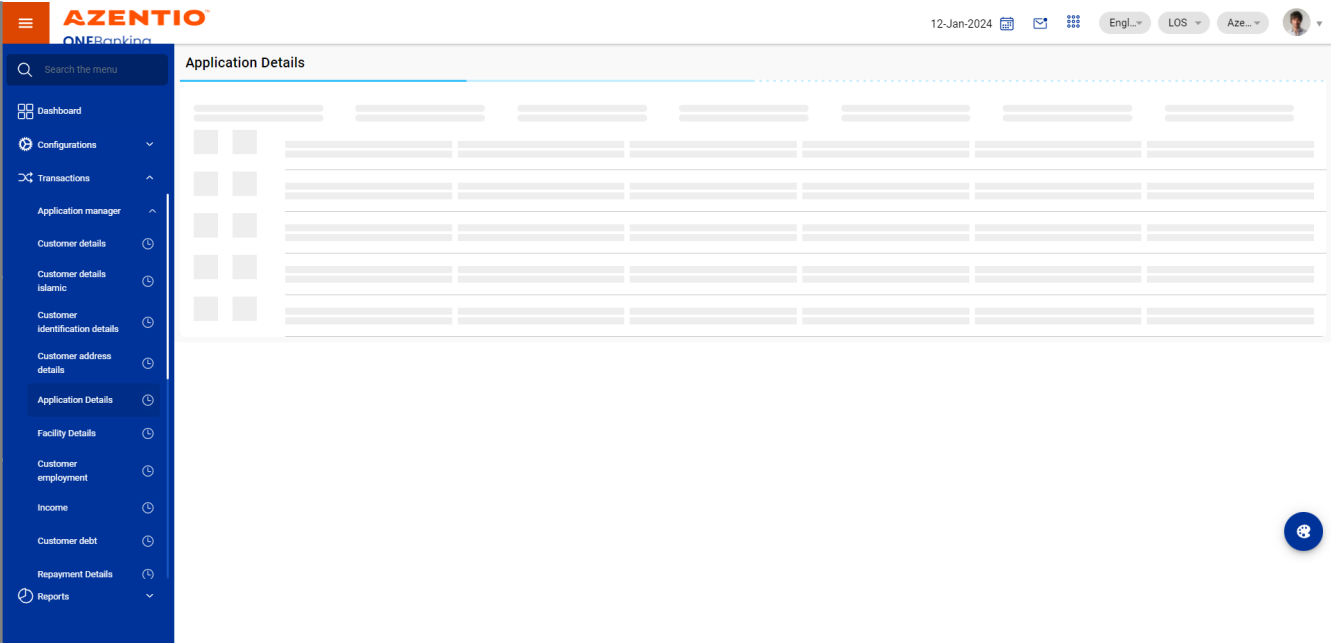 AZENTIO™
ONEBanking
12-Jan-2024
Engl...
LOS
Aze...
Search the menu
Application Details
Dashboard
Configurations
Transactions
Application manager
Customer details
Customer details
islamic
Customer
identification details
Customer address
details
Application Details
Facility Details
Customer
employment
Income
Customer debt
Repayment Details
Reports